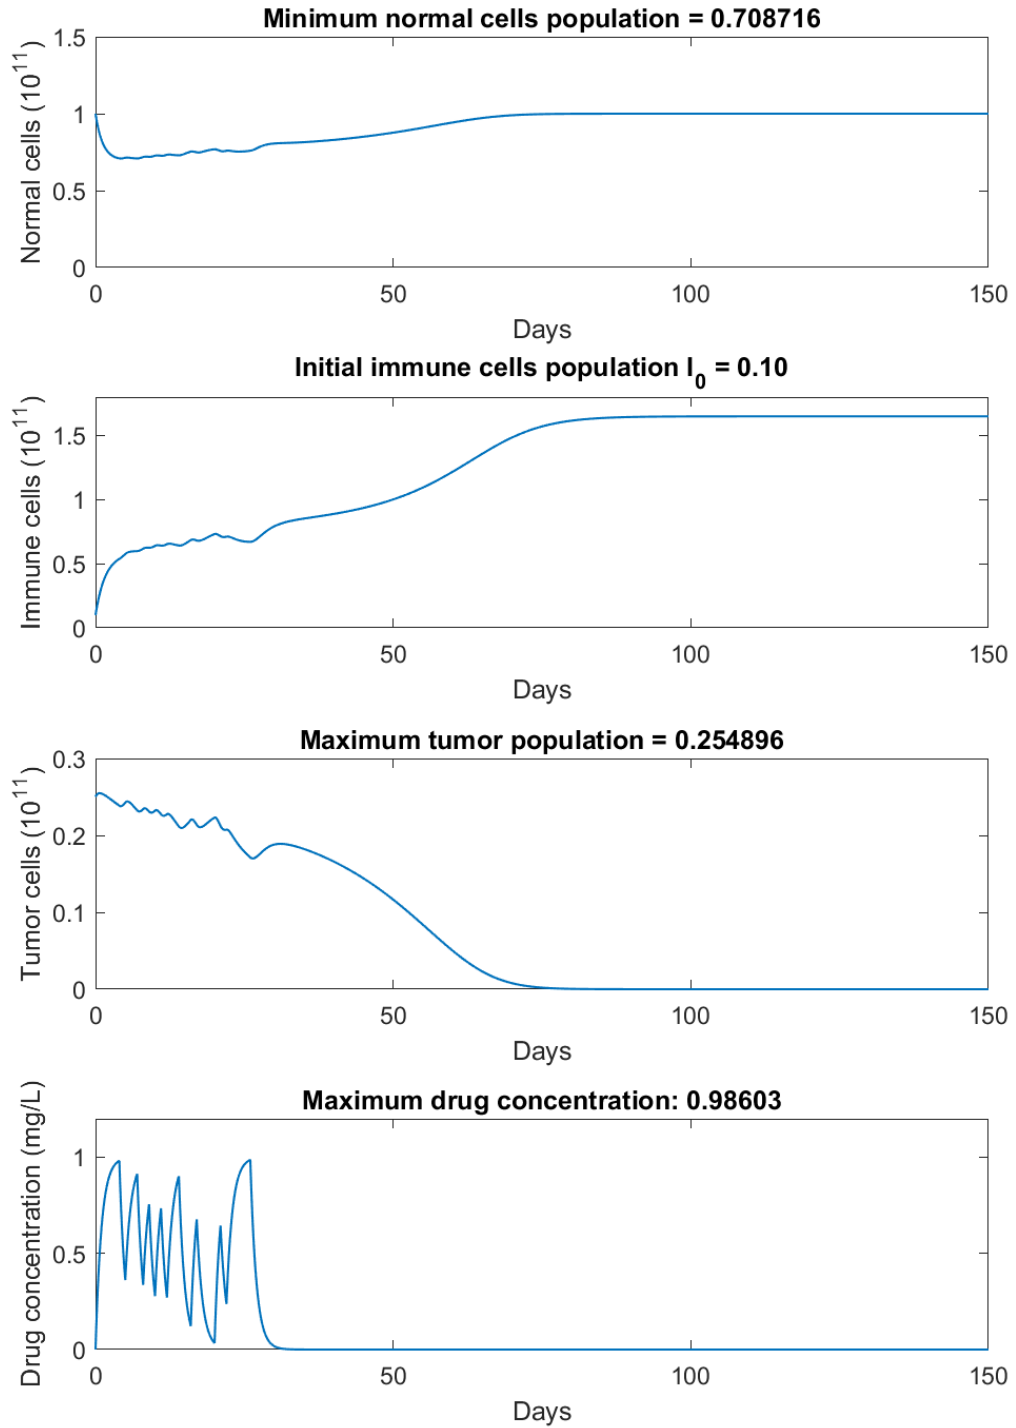 Minimum normal cells population = 0.708716
Normal cells (10^11)
1.5
1
0.5
0
0 50 100 150
Days
Initial immune cells population I_0 = 0.10
Immune cells (10^11)
1.5
1
0.5
0
0 50 100 150
Days
Maximum tumor population = 0.254896
Tumor cells (10^11)
0.3
0.2
0.1
0
0 50 100 150
Days
Maximum drug concentration: 0.98603
Drug concentration (mg/L)
1
0.5
0
0 50 100 150
Days